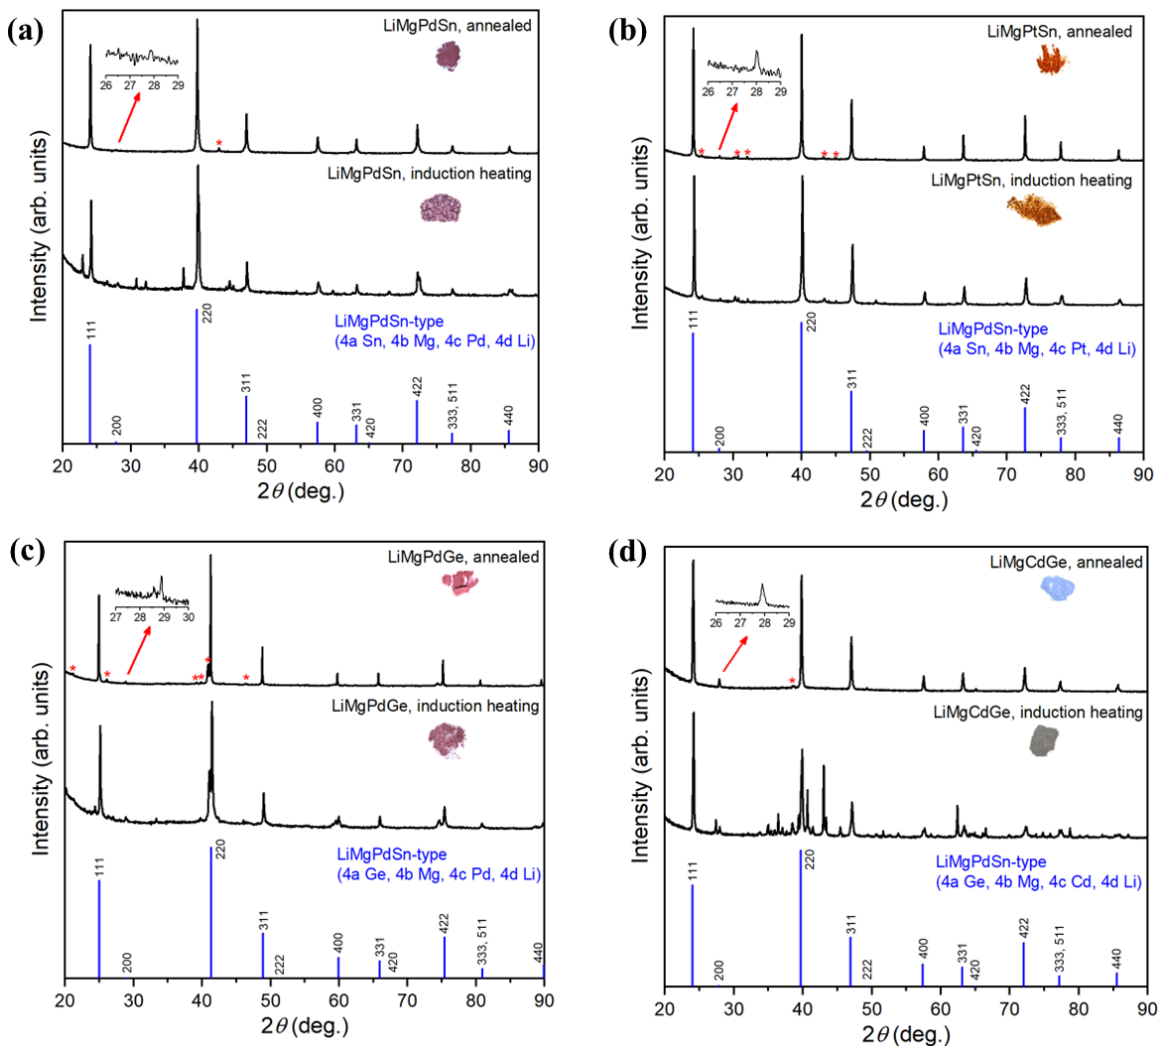 (a)
LiMgPdSn, annealed
26 27 28 29
*
LiMgPdSn, induction heating
LiMgPdSn-type
(4a Sn, 4b Mg, 4c Pd, 4d Li)
111
200
220
311
222
400
331
420
422
333, 511
440
20 30 40 50 60 70 80 90
2θ (deg.)
Intensity (arb. units)
(b)
LiMgPtSn, annealed
26 27 28 29
* * * * *
LiMgPtSn, induction heating
LiMgPdSn-type
(4a Sn, 4b Mg, 4c Pt, 4d Li)
111
200
220
311
222
400
331
420
422
333, 511
440
20 30 40 50 60 70 80 90
2θ (deg.)
Intensity (arb. units)
(c)
LiMgPdGe, annealed
27 28 29 30
* * * * * *
LiMgPdGe, induction heating
LiMgPdSn-type
(4a Ge, 4b Mg, 4c Pd, 4d Li)
111
200
220
311
222
400
331
420
422
333, 511
440
20 30 40 50 60 70 80 90
2θ (deg.)
Intensity (arb. units)
(d)
LiMgCdGe, annealed
26 27 28 29
*
LiMgCdGe, induction heating
LiMgPdSn-type
(4a Ge, 4b Mg, 4c Cd, 4d Li)
111
200
220
311
222
400
331
420
422
333, 511
440
20 30 40 50 60 70 80 90
2θ (deg.)
Intensity (arb. units)